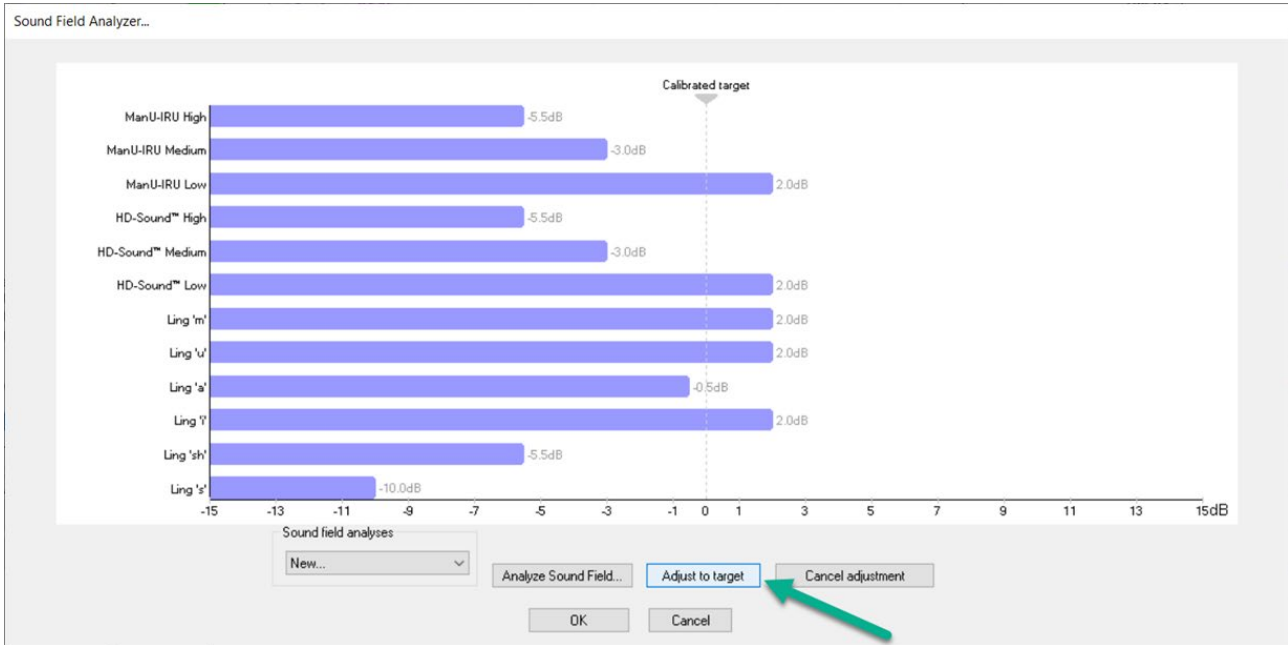 Sound Field Analyzer...
Calibrated target
ManU-IRU High -5.5dB
ManU-IRU Medium -3.0dB
ManU-IRU Low 2.0dB
HD-Sound™ High -5.5dB
HD-Sound™ Medium -3.0dB
HD-Sound™ Low 2.0dB
Ling 'm' 2.0dB
Ling 'u' 2.0dB
Ling 'a' -0.5dB
Ling 'i' 2.0dB
Ling 'sh' -5.5dB
Ling 's' -10.0dB
-15 -13 -11 -9 -7 -5 -3 -1 0 1 3 5 7 9 11 13 15dB
Sound field analyses
New...
Analyze Sound Field... Adjust to target Cancel adjustment
OK Cancel